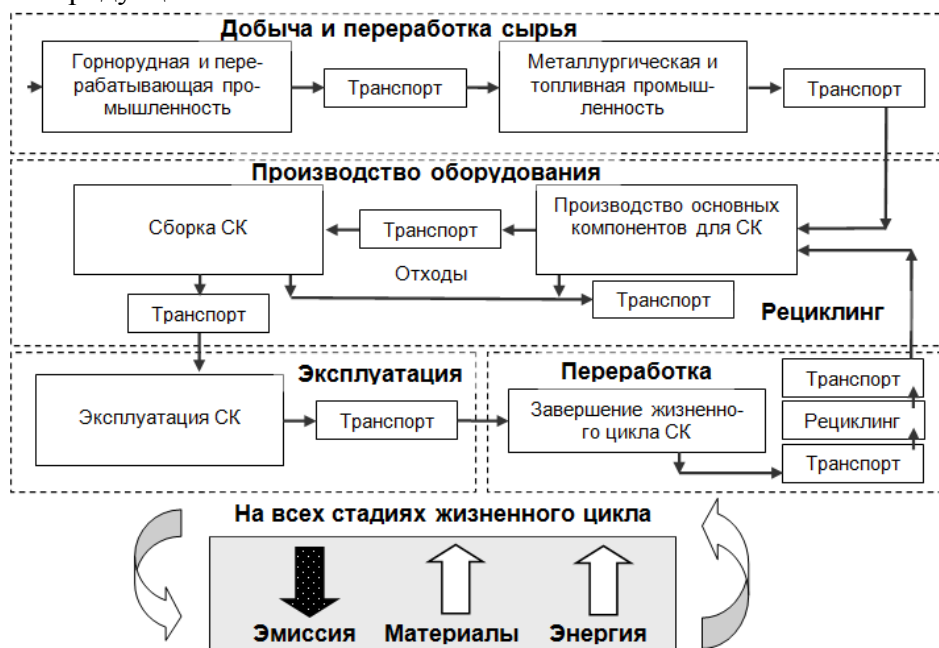 Добыча и переработка сырья
Горнорудная и пере-
рабатывающая про-
мышленность
Транспорт
Металлургическая и
топливная промыш-
ленность
Транспорт
Производство оборудования
Сборка СК
Транспорт
Производство основных
компонентов для СК
Отходы
Транспорт
Транспорт
Рециклинг
Эксплуатация
Эксплуатация СК
Транспорт
Переработка
Завершение жизненно-
го цикла СК
Транспорт
Рециклинг
Транспорт
На всех стадиях жизненного цикла
Эмиссия
Материалы
Энергия